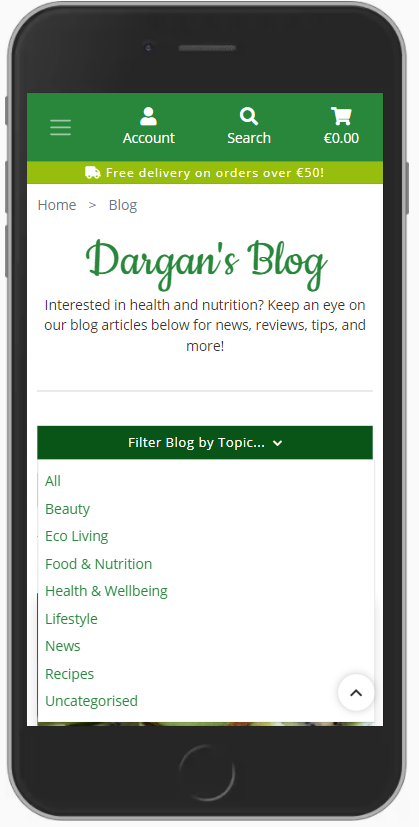 Account
Search
€0.00
Free delivery on orders over €50!
Home > Blog
Dargan's Blog
Interested in health and nutrition? Keep an eye on
our blog articles below for news, reviews, tips, and
more!
Filter Blog by Topic...
All
Beauty
Eco Living
Food & Nutrition
Health & Wellbeing
Lifestyle
News
Recipes
Uncategorised